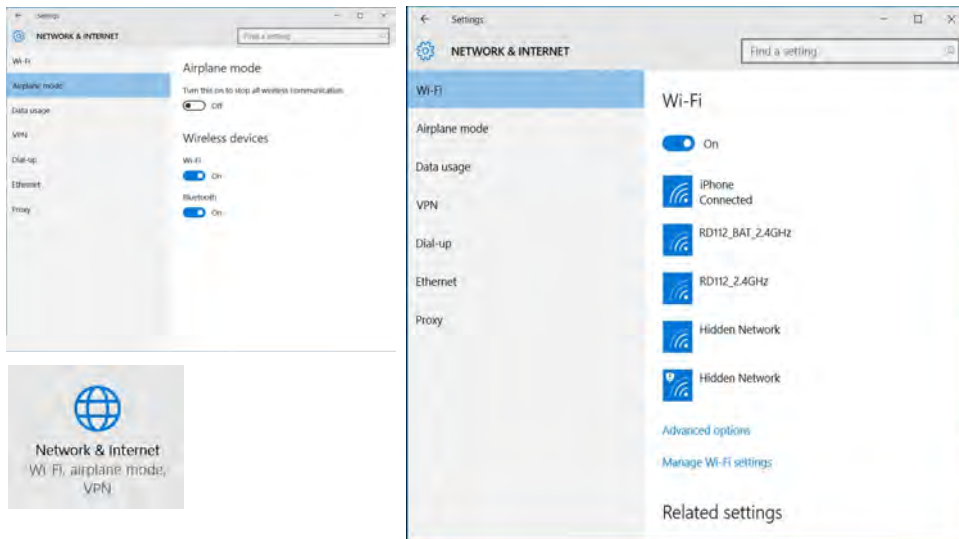 Settings
NETWORK & INTERNET
Find a setting
Wi-Fi
Airplane mode
Data usage
VPN
Dial-up
Ethernet
Proxy
Airplane mode
Turn this on to stop all wireless communication
Off
Wireless devices
Wi-Fi
On
Bluetooth
On
Network & Internet
Wi-Fi, airplane mode,
VPN
Settings
NETWORK & INTERNET
Find a setting
Wi-Fi
Airplane mode
Data usage
VPN
Dial-up
Ethernet
Proxy
Wi-Fi
On
iPhone
Connected
RD112_BAT_2.4GHz
RD112_2.4GHz
Hidden Network
Hidden Network
Advanced options
Manage Wi-Fi settings
Related settings